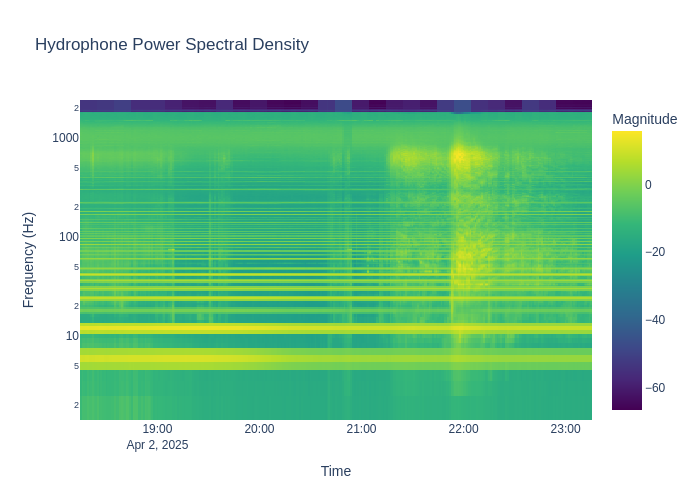 Hydrophone Power Spectral Density
Magnitude
0
−20
−40
−60
2
1000
5
2
100
5
2
10
5
2
Frequency (Hz)
19:00 20:00 21:00 22:00 23:00
Apr 2, 2025
Time